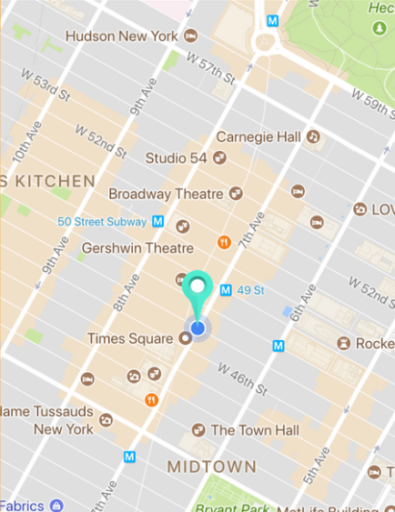 Hec
Hudson New York
W 57th St
W 53rd St
9th Ave
W 59th
10th Ave
W 52nd St
Carnegie Hall
Studio 54
S KITCHEN
Broadway Theatre
LOV
50 Street Subway
7th Ave
Gershwin Theatre
9th Ave
8th Ave
49 St
6th Ave
W 52nd S
Times Square
Rocke
W 46th St
dame Tussauds
New York
The Town Hall
MIDTOWN
5th Ave
T
Fabrics
7th Ave
Bryant Park
MetLife Building
M
M
M
M
M